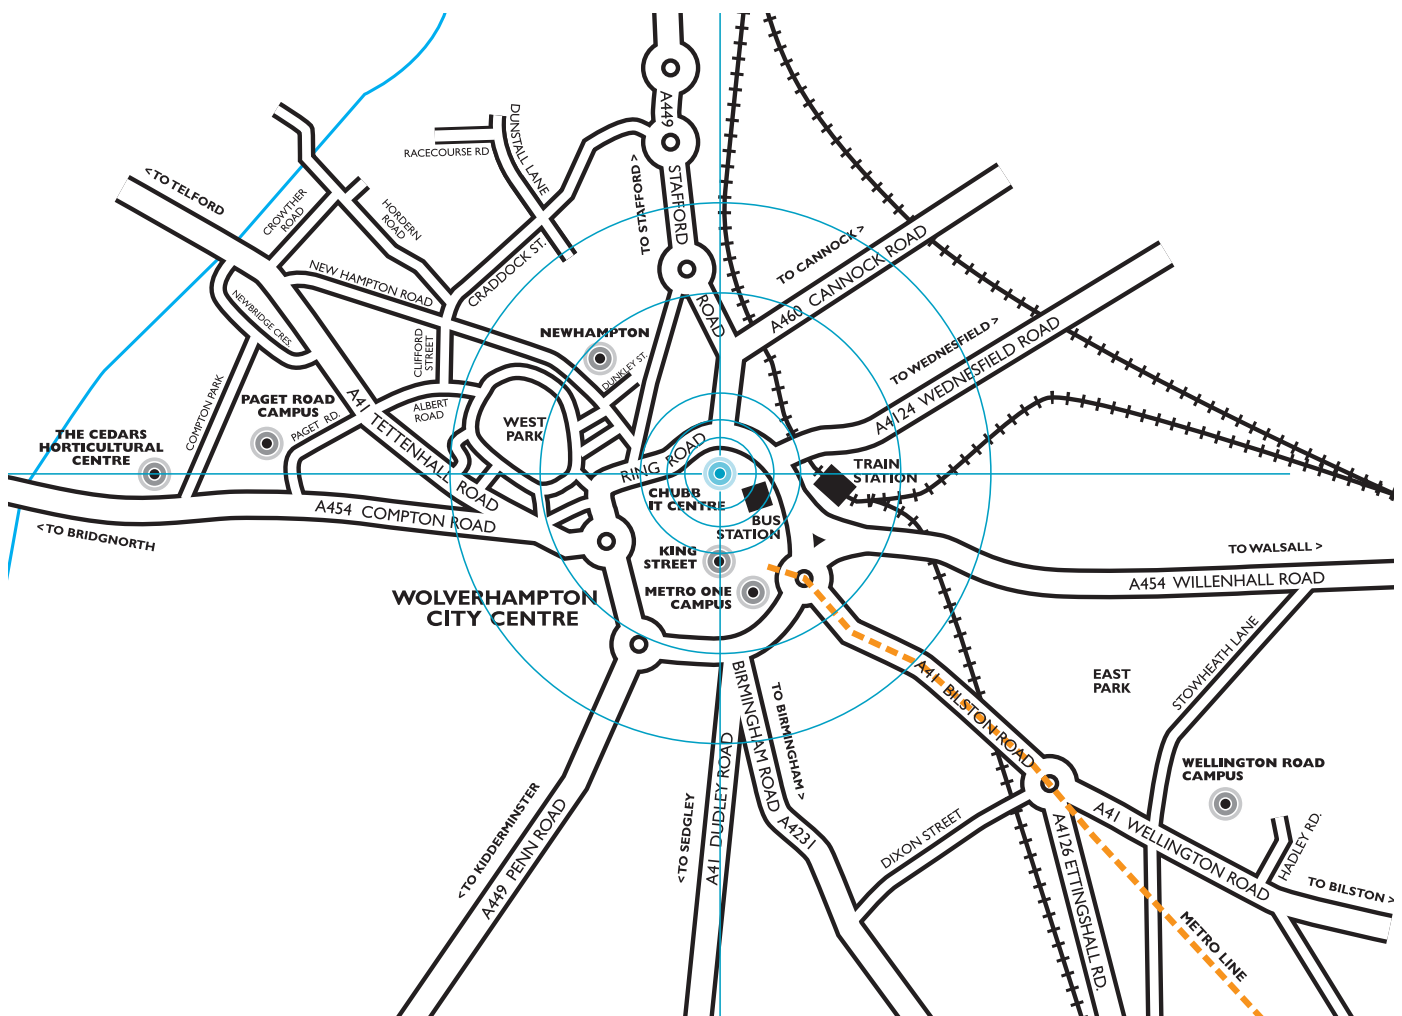 A449
DUNSTALL LANE
RACECOURSE RD
<TO TELFORD
CROWTHER
ROAD
HORDERN
ROAD
TO STAFFORD >
STAFFORD
ROAD
TO CANNOCK >
A460 CANNOCK ROAD
CRADDOCK ST.
NEW HAMPTON ROAD
NEWBRIDGE CRES.
CLIFFORD
STREET
NEWHAMPTON
DUNKLEY ST.
TO WEDNESFIELD >
A4124 WEDNESFIELD ROAD
COMPTON PARK
PAGET ROAD
CAMPUS
PAGET RD.
A41 TETTENHALL ROAD
ALBERT
ROAD
WEST
PARK
THE CEDARS
HORTICULTURAL
CENTRE
RING ROAD
TRAIN
STATION
CHUBB
IT CENTRE
BUS
STATION
A454 COMPTON ROAD
<TO BRIDGNORTH
KING
STREET
METRO ONE
CAMPUS
TO WALSALL >
A454 WILLENHALL ROAD
WOLVERHAMPTON
CITY CENTRE
STOWHEATH LANE
EAST
PARK
A41 BILSTON ROAD
BIRMINGHAM ROAD A4231
TO BIRMINGHAM >
A41 DUDLEY ROAD
<TO SEDGLEY
<TO KIDDERMINSTER
A449 PENN ROAD
WELLINGTON ROAD
CAMPUS
DIXON STREET
A41 WELLINGTON ROAD
HADLEY RD.
A4126 ETTINGSHALL RD.
TO BILSTON >
METRO LINE